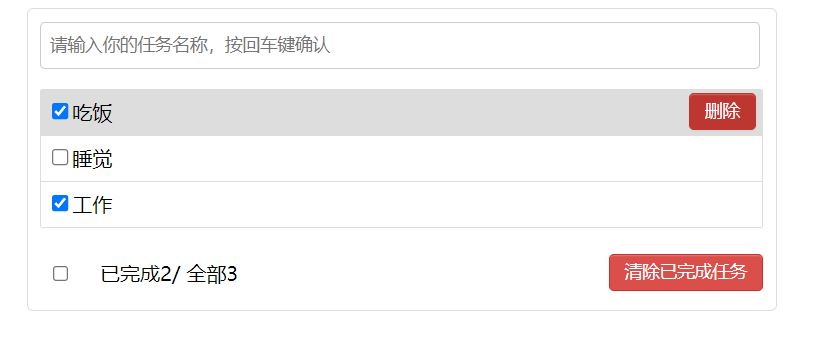 请输入你的任务名称，按回车键确认
吃饭 删除
睡觉
工作
已完成2/ 全部3 清除已完成任务